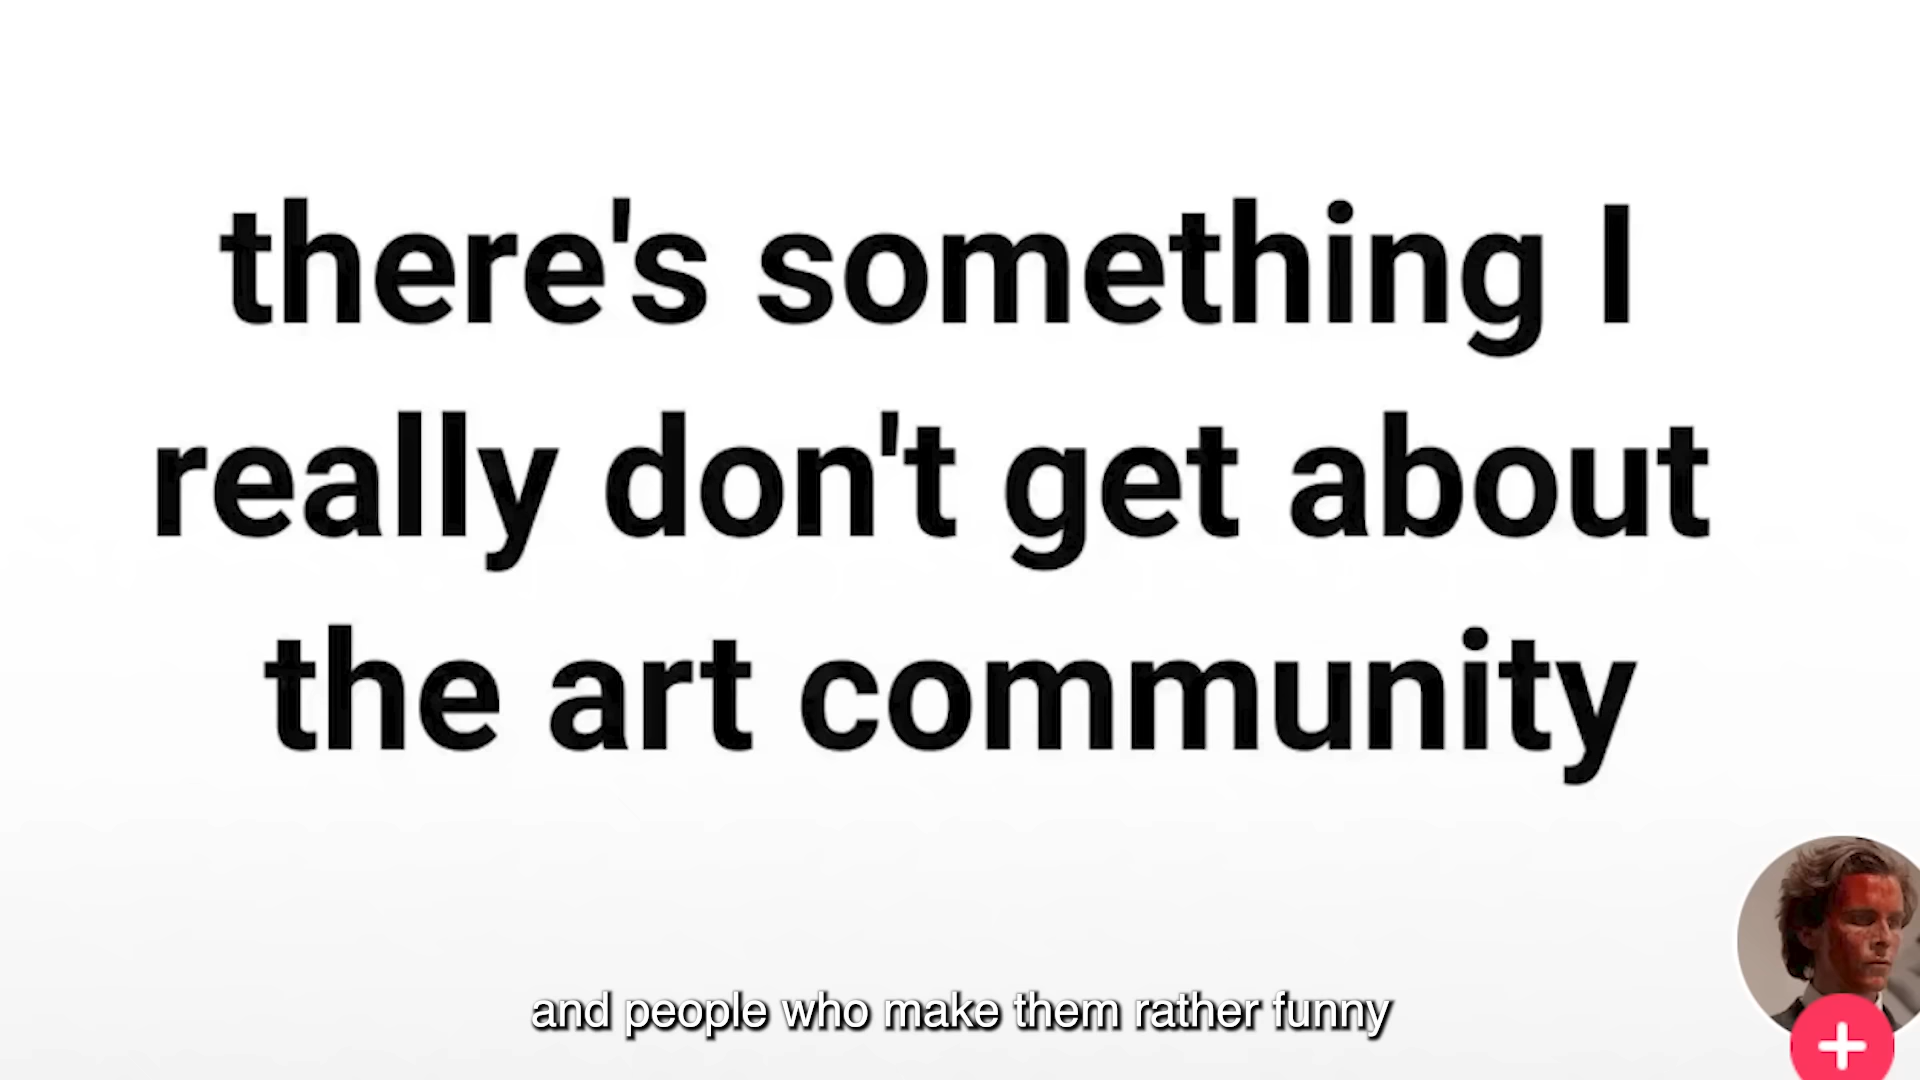 there's something I
really don't get about
the art community
and people who make them rather funny